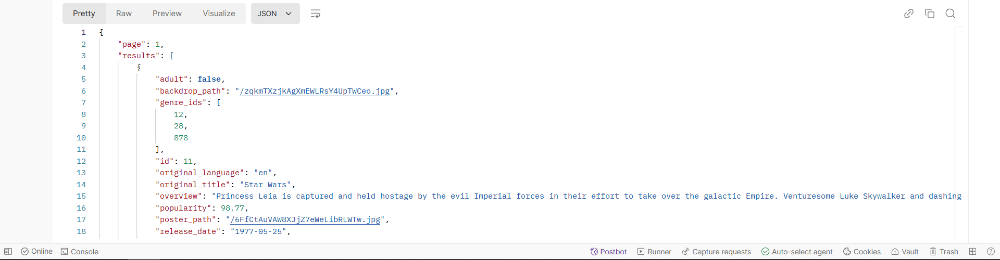 Pretty Raw Preview Visualize JSON
1 {
2 "page": 1,
3 "results": [
4 {
5 "adult": false,
6 "backdrop_path": "/zqkmTXzjkAgXmEWLRsY4UpTWCeo.jpg",
7 "genre_ids": [
8 12,
9 28,
10 878
11 ],
12 "id": 11,
13 "original_language": "en",
14 "original_title": "Star Wars",
15 "overview": "Princess Leia is captured and held hostage by the evil Imperial forces in their effort to take over the galactic Empire. Venturesome Luke Skywalker and dashing
16 "popularity": 98.77,
17 "poster_path": "/6FfCtAuVAW8XJjZ7eWeLibRLWTw.jpg",
18 "release_date": "1977-05-25",
Online Console Postbot Runner Capture requests Auto-select agent Cookies Vault Trash